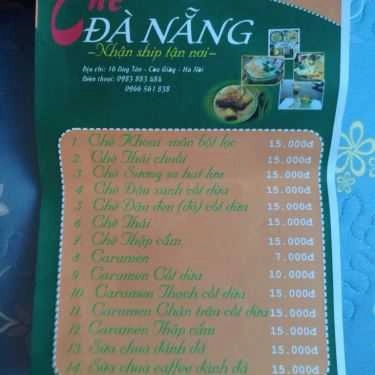 Chè
ĐÀ NẴNG
~Nhận ship tận nơi~
Điện thoại: 0983 883 686
0966 561 838
1 Chè Khoai môn bột lọc 15.000đ
2. Chè Thái chuối 15.000đ
3. Chè Sương sa hạt lựu 15.000đ
4 Chè Đậu xanh cốt dừa 15.000đ
5 Chè Đậu đen (đỏ) cốt dừa 15.000đ
6 Chè Thái 15.000đ
7 Chè Thập cẩm 15.000đ
8 Caramen 7.000đ
9 Caramen Cốt dừa 10.000đ
10 Caramen Thạch cốt dừa 15.000đ
11. Caramen Chân trâu cốt dừa 15.000đ
12 Caramen Thập cẩm 15.000đ
13 Sữa chua đánh đá 15.000đ
14 Sữa chua caffee đánh đá 15.000đ